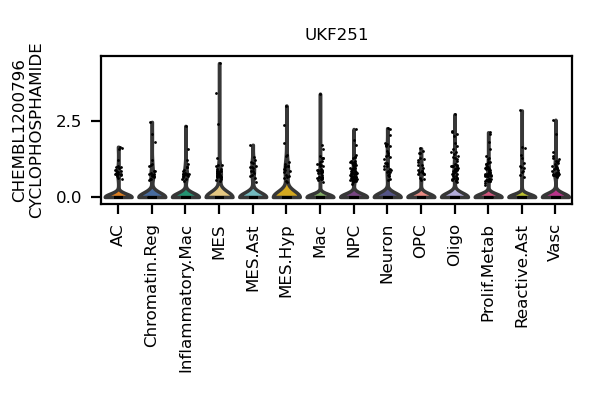 UKF251
CHEMBL1200796
CYCLOPHOSPHAMIDE
2.5
0.0
AC
Chromatin.Reg
Inflammatory.Mac
MES
MES.Ast
MES.Hyp
Mac
NPC
Neuron
OPC
Oligo
Prolif.Metab
Reactive.Ast
Vasc